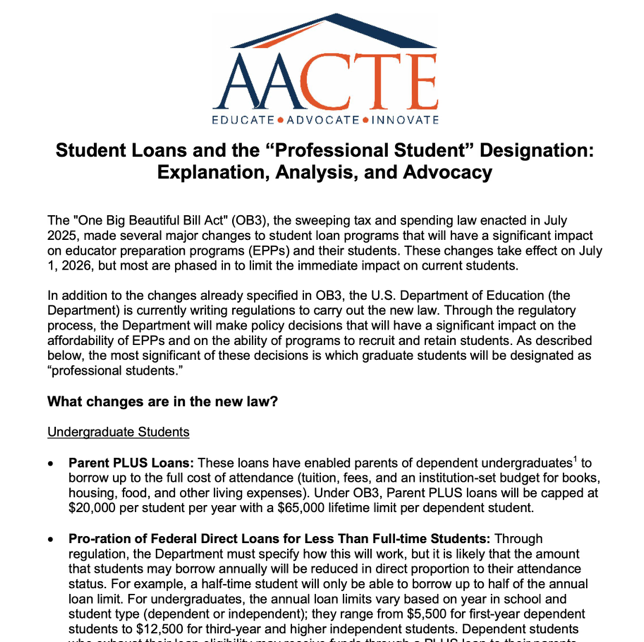 AACTE
EDUCATE•ADVOCATE•INNOVATE
Student Loans and the “Professional Student” Designation:
Explanation, Analysis, and Advocacy
The "One Big Beautiful Bill Act" (OB3), the sweeping tax and spending law enacted in July
2025, made several major changes to student loan programs that will have a significant impact
on educator preparation programs (EPPs) and their students. These changes take effect on July
1, 2026, but most are phased in to limit the immediate impact on current students.
In addition to the changes already specified in OB3, the U.S. Department of Education (the
Department) is currently writing regulations to carry out the new law. Through the regulatory
process, the Department will make policy decisions that will have a significant impact on the
affordability of EPPs and on the ability of programs to recruit and retain students. As described
below, the most significant of these decisions is which graduate students will be designated as
“professional students.”
What changes are in the new law?
Undergraduate Students
• Parent PLUS Loans: These loans have enabled parents of dependent undergraduates¹ to
borrow up to the full cost of attendance (tuition, fees, and an institution-set budget for books,
housing, food, and other living expenses). Under OB3, Parent PLUS loans will be capped at
$20,000 per student per year with a $65,000 lifetime limit per dependent student.
• Pro-ration of Federal Direct Loans for Less Than Full-time Students: Through
regulation, the Department must specify how this will work, but it is likely that the amount
that students may borrow annually will be reduced in direct proportion to their attendance
status. For example, a half-time student will only be able to borrow up to half of the annual
loan limit. For undergraduates, the annual loan limits vary based on year in school and
student type (dependent or independent); they range from $5,500 for first-year dependent
students to $12,500 for third-year and higher independent students. Dependent students